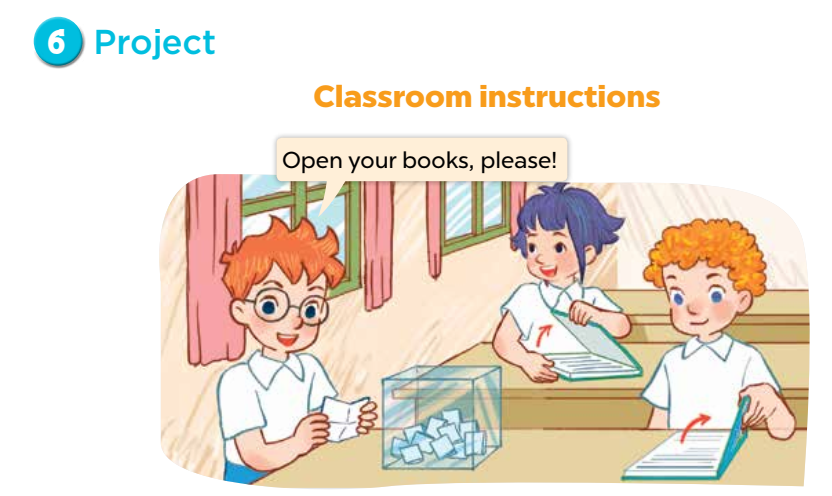 6 Project
Classroom instructions
Open your books, please!